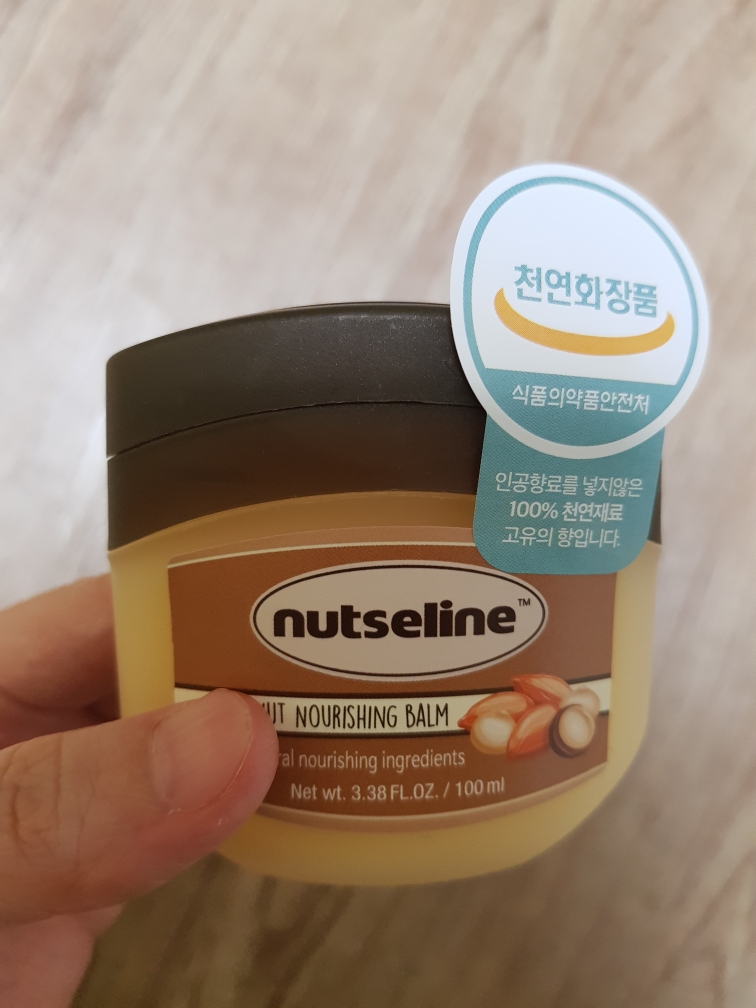 천연화장품
식품의약품안전처
인공향료를 넣지않은
100% 천연재료
고유의 향입니다.
nutseline™
NOURISHING BALM
nourishing ingredients
Net wt. 3.38 FL.OZ. / 100 ml